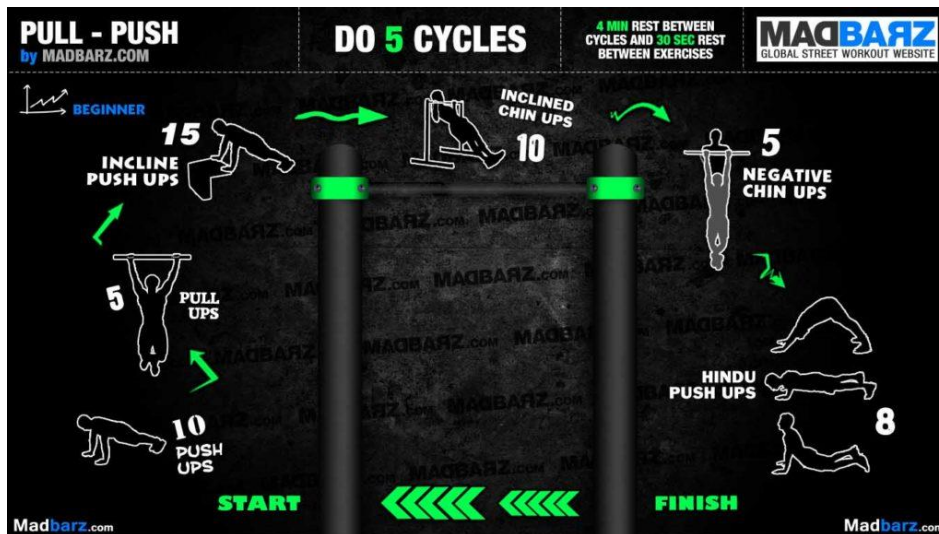 PULL - PUSH
by MADBARZ.COM
DO 5 CYCLES
4 MIN REST BETWEEN
CYCLES AND 30 SEC REST
BETWEEN EXERCISES
MADBARZ
GLOBAL STREET WORKOUT WEBSITE
BEGINNER
15
INCLINE
PUSH UPS
INCLINED
CHIN UPS
10
5
NEGATIVE
CHIN UPS
5
PULL
UPS
HINDU
PUSH UPS
8
10
PUSH
UPS
START
FINISH
Madbarz.com
Madbarz.com